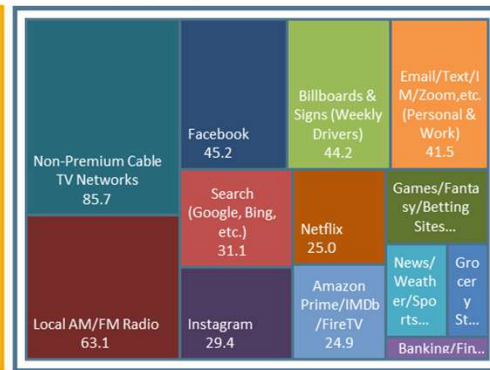 Non-Premium Cable
TV Networks
85.7
Local AM/FM Radio
63.1
Facebook
45.2
Search
(Google, Bing,
etc.)
31.1
Instagram
29.4
Billboards &
Signs (Weekly
Drivers)
44.2
Netflix
25.0
Amazon
Prime/IMDb
/FireTV
24.9
Email/Text/I
M/Zoom,etc.
(Personal &
Work)
41.5
Games/Fanta
sy/Betting
Sites...
News/
Weath
er/Spo
rts...
Gro
cer
y
St...
Banking/Fin...